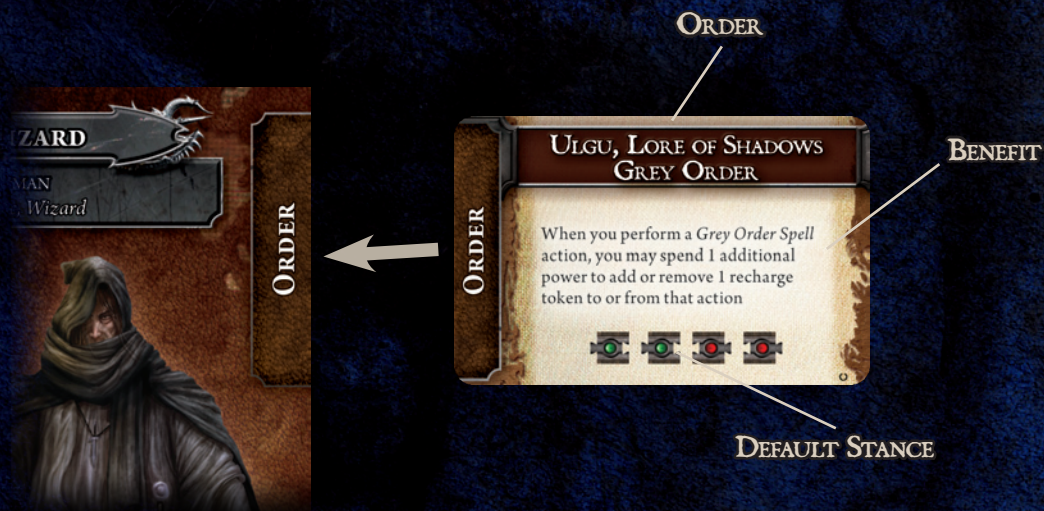 ORDER
IZARD
MAN
, Wizard
ORDER
ORDER
ULGU, LORE OF SHADOWS
GREY ORDER
When you perform a Grey Order Spell
action, you may spend 1 additional
power to add or remove 1 recharge
token to or from that action
C
BENEFIT
DEFAULT STANCE